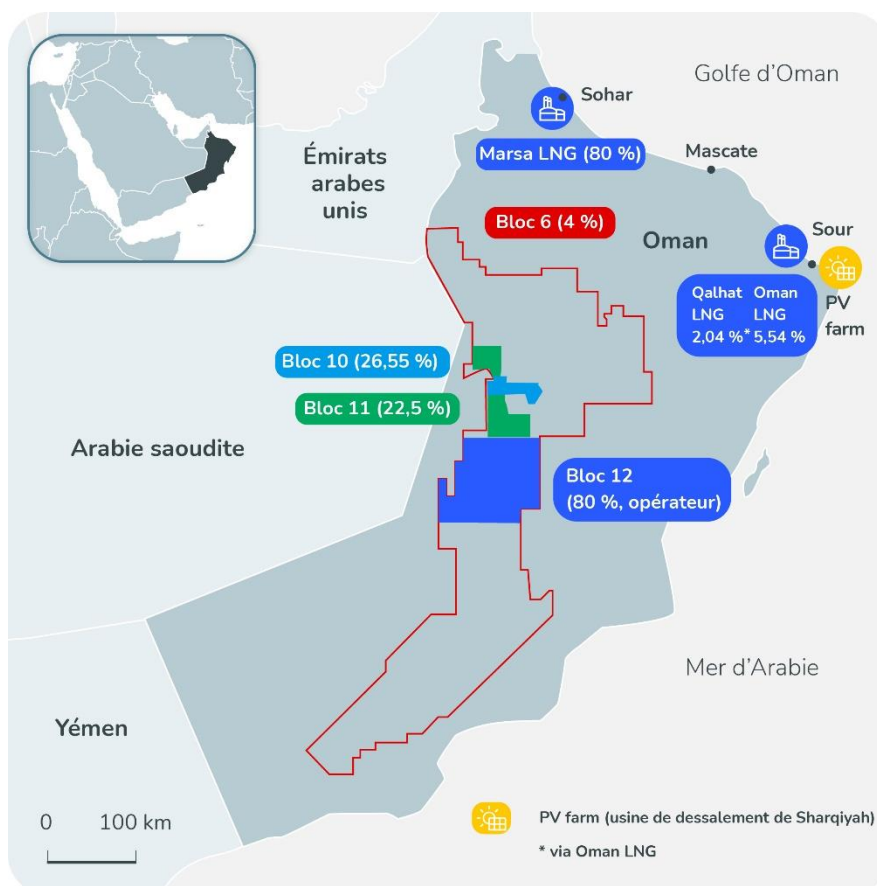 Golfe d’Oman
Sohar
Marsa LNG (80 %)
Mascate
Émirats
arabes
unis
Bloc 6 (4 %)
Oman
Sour
Qalhat
LNG
2,04 %*
Oman
LNG
5,54 %
PV
farm
Bloc 10 (26,55 %)
Bloc 11 (22,5 %)
Arabie saoudite
Bloc 12
(80 %, opérateur)
Mer d’Arabie
Yémen
0 100 km
PV farm (usine de dessalement de Sharqiyah)
* via Oman LNG